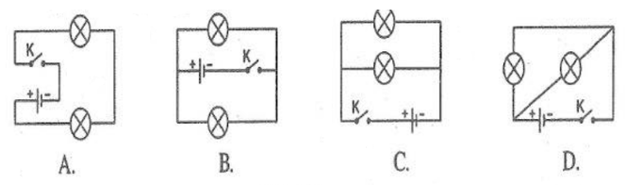 K
+ -
A.
+ - K
B.
K + -
C.
+ - K
D.